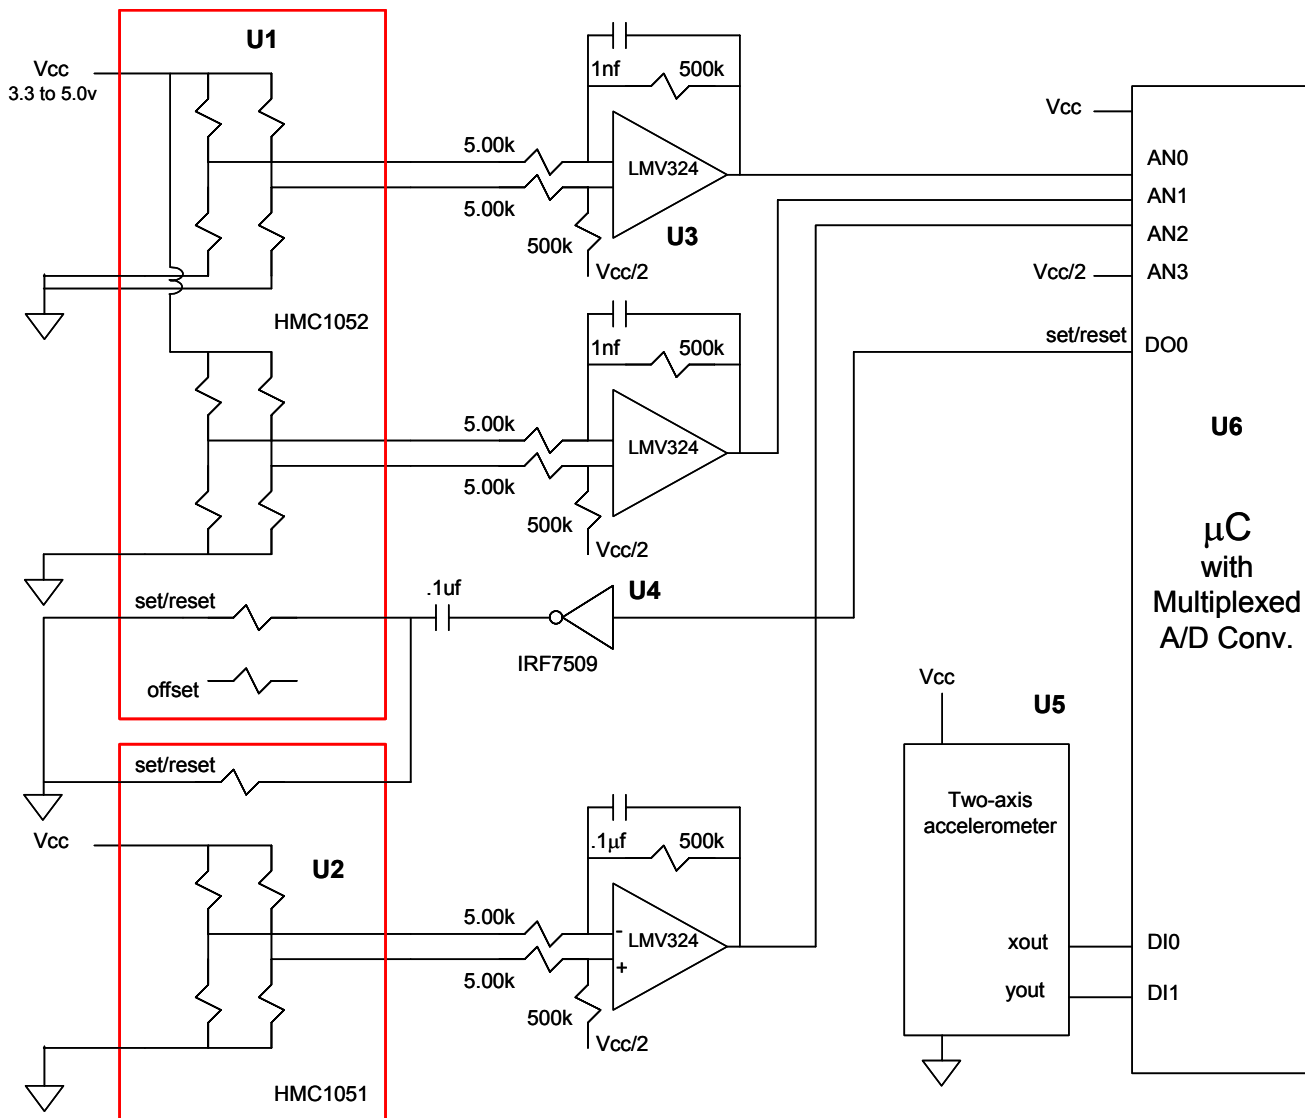 U1
Vcc
3.3 to 5.0v
1nf
500k
5.00k
LMV324
5.00k
U3
500k
Vcc/2
HMC1052
1nf
500k
5.00k
LMV324
5.00k
500k
Vcc/2
set/reset
.1uf
U4
IRF7509
offset
set/reset
Vcc
U2
.1μf
500k
5.00k
-
LMV324
+
5.00k
500k
Vcc/2
HMC1051
Vcc
AN0
AN1
AN2
Vcc/2
AN3
set/reset
DO0
U6
μC
with
Multiplexed
A/D Conv.
Vcc
U5
Two-axis
accelerometer
xout
DI0
yout
DI1